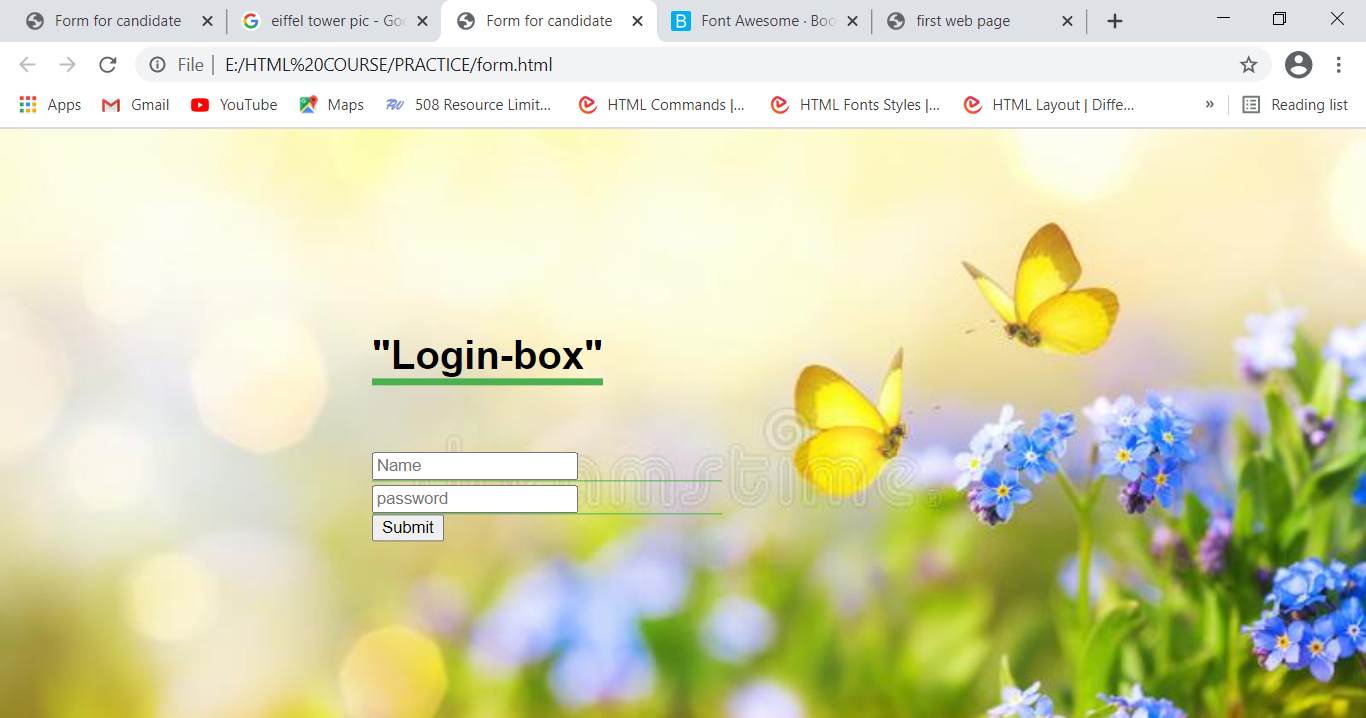 Form for candidate
eiffel tower pic - Goo
Form for candidate
Font Awesome · Boo
first web page
File | E:/HTML%20COURSE/PRACTICE/form.html
Apps
Gmail
YouTube
Maps
508 Resource Limit...
HTML Commands |...
HTML Fonts Styles |...
HTML Layout | Diffe...
»
Reading list
"Login-box"
Name
password
Submit